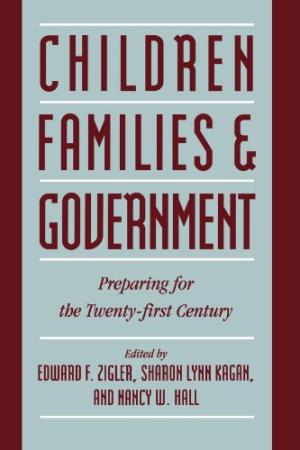 CHILDREN
FAMILIES &
GOVERNMENT
Preparing for
the Twenty-first Century
Edited by
EDWARD F. ZIGLER, SHARON LYNN KAGAN,
AND NANCY W. HALL